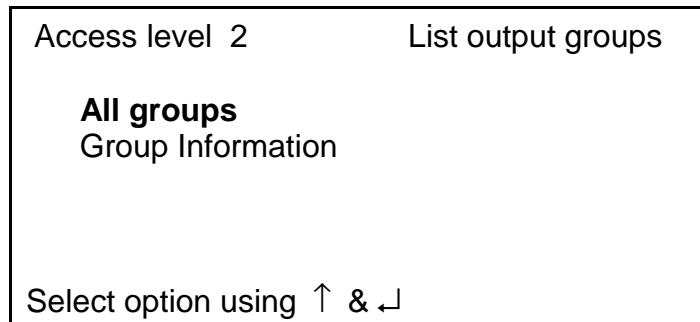 Access level 2 List output groups
All groups
Group Information
Select option using ↑ & ↵